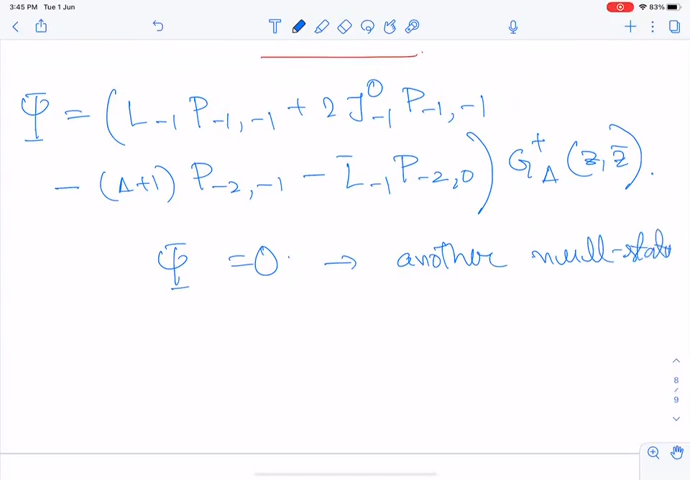 3:45 PM Tue 1 Jun 83%
Ψ = (L₋₁ P₋₁,₋₁ + 2 J⁰₋₁ P₋₁,₋₁
− (Δ+1) P₋₂,₋₁ − L̄₋₁ P₋₂,₀) G⁺_Δ (z, z̄).
Ψ = 0. → another null-state
8
/
9